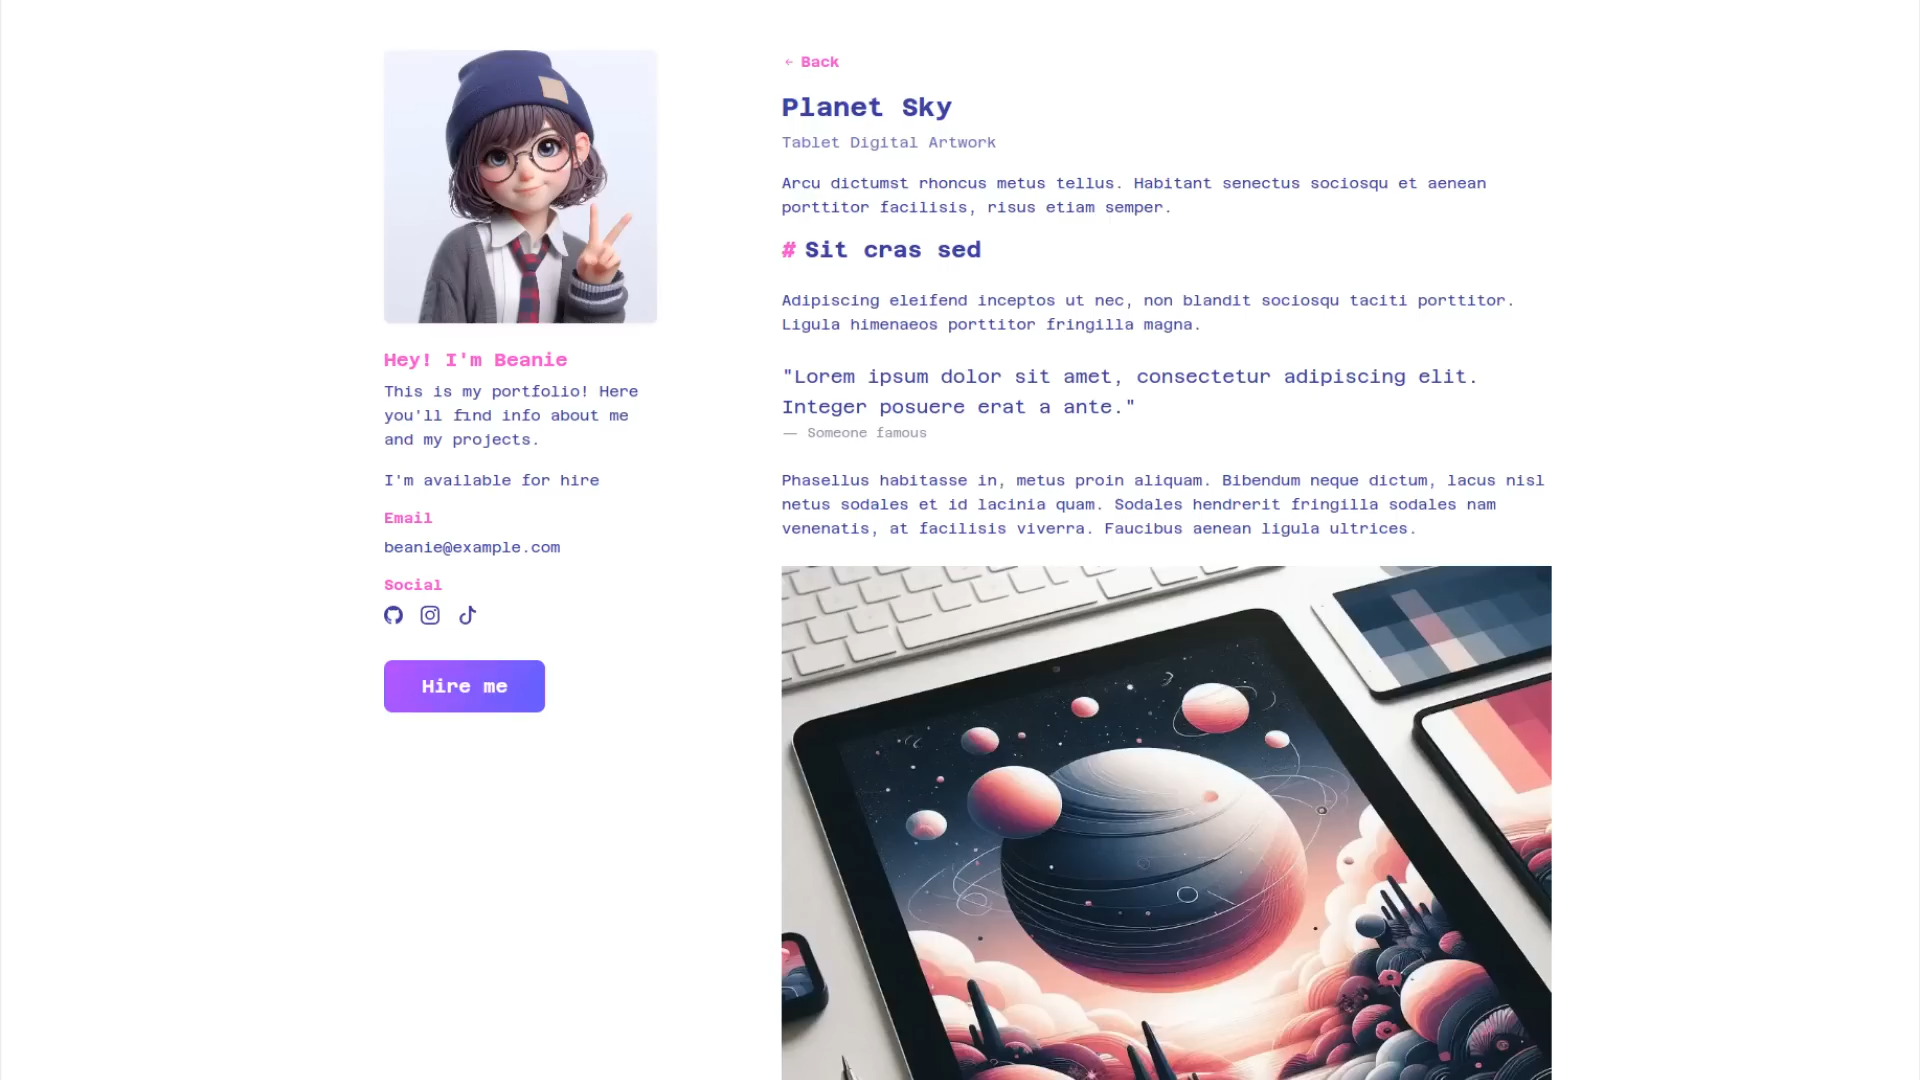 Hey! I'm Beanie
This is my portfolio! Here
you'll find info about me
and my projects.
I'm available for hire
Email
beanie@example.com
Social
Hire me
← Back
Planet Sky
Tablet Digital Artwork
Arcu dictumst rhoncus metus tellus. Habitant senectus sociosqu et aenean
porttitor facilisis, risus etiam semper.
# Sit cras sed
Adipiscing eleifend inceptos ut nec, non blandit sociosqu taciti porttitor.
Ligula himenaeos porttitor fringilla magna.
"Lorem ipsum dolor sit amet, consectetur adipiscing elit.
Integer posuere erat a ante."
— Someone famous
Phasellus habitasse in, metus proin aliquam. Bibendum neque dictum, lacus nisl
netus sodales et id lacinia quam. Sodales hendrerit fringilla sodales nam
venenatis, at facilisis viverra. Faucibus aenean ligula ultrices.